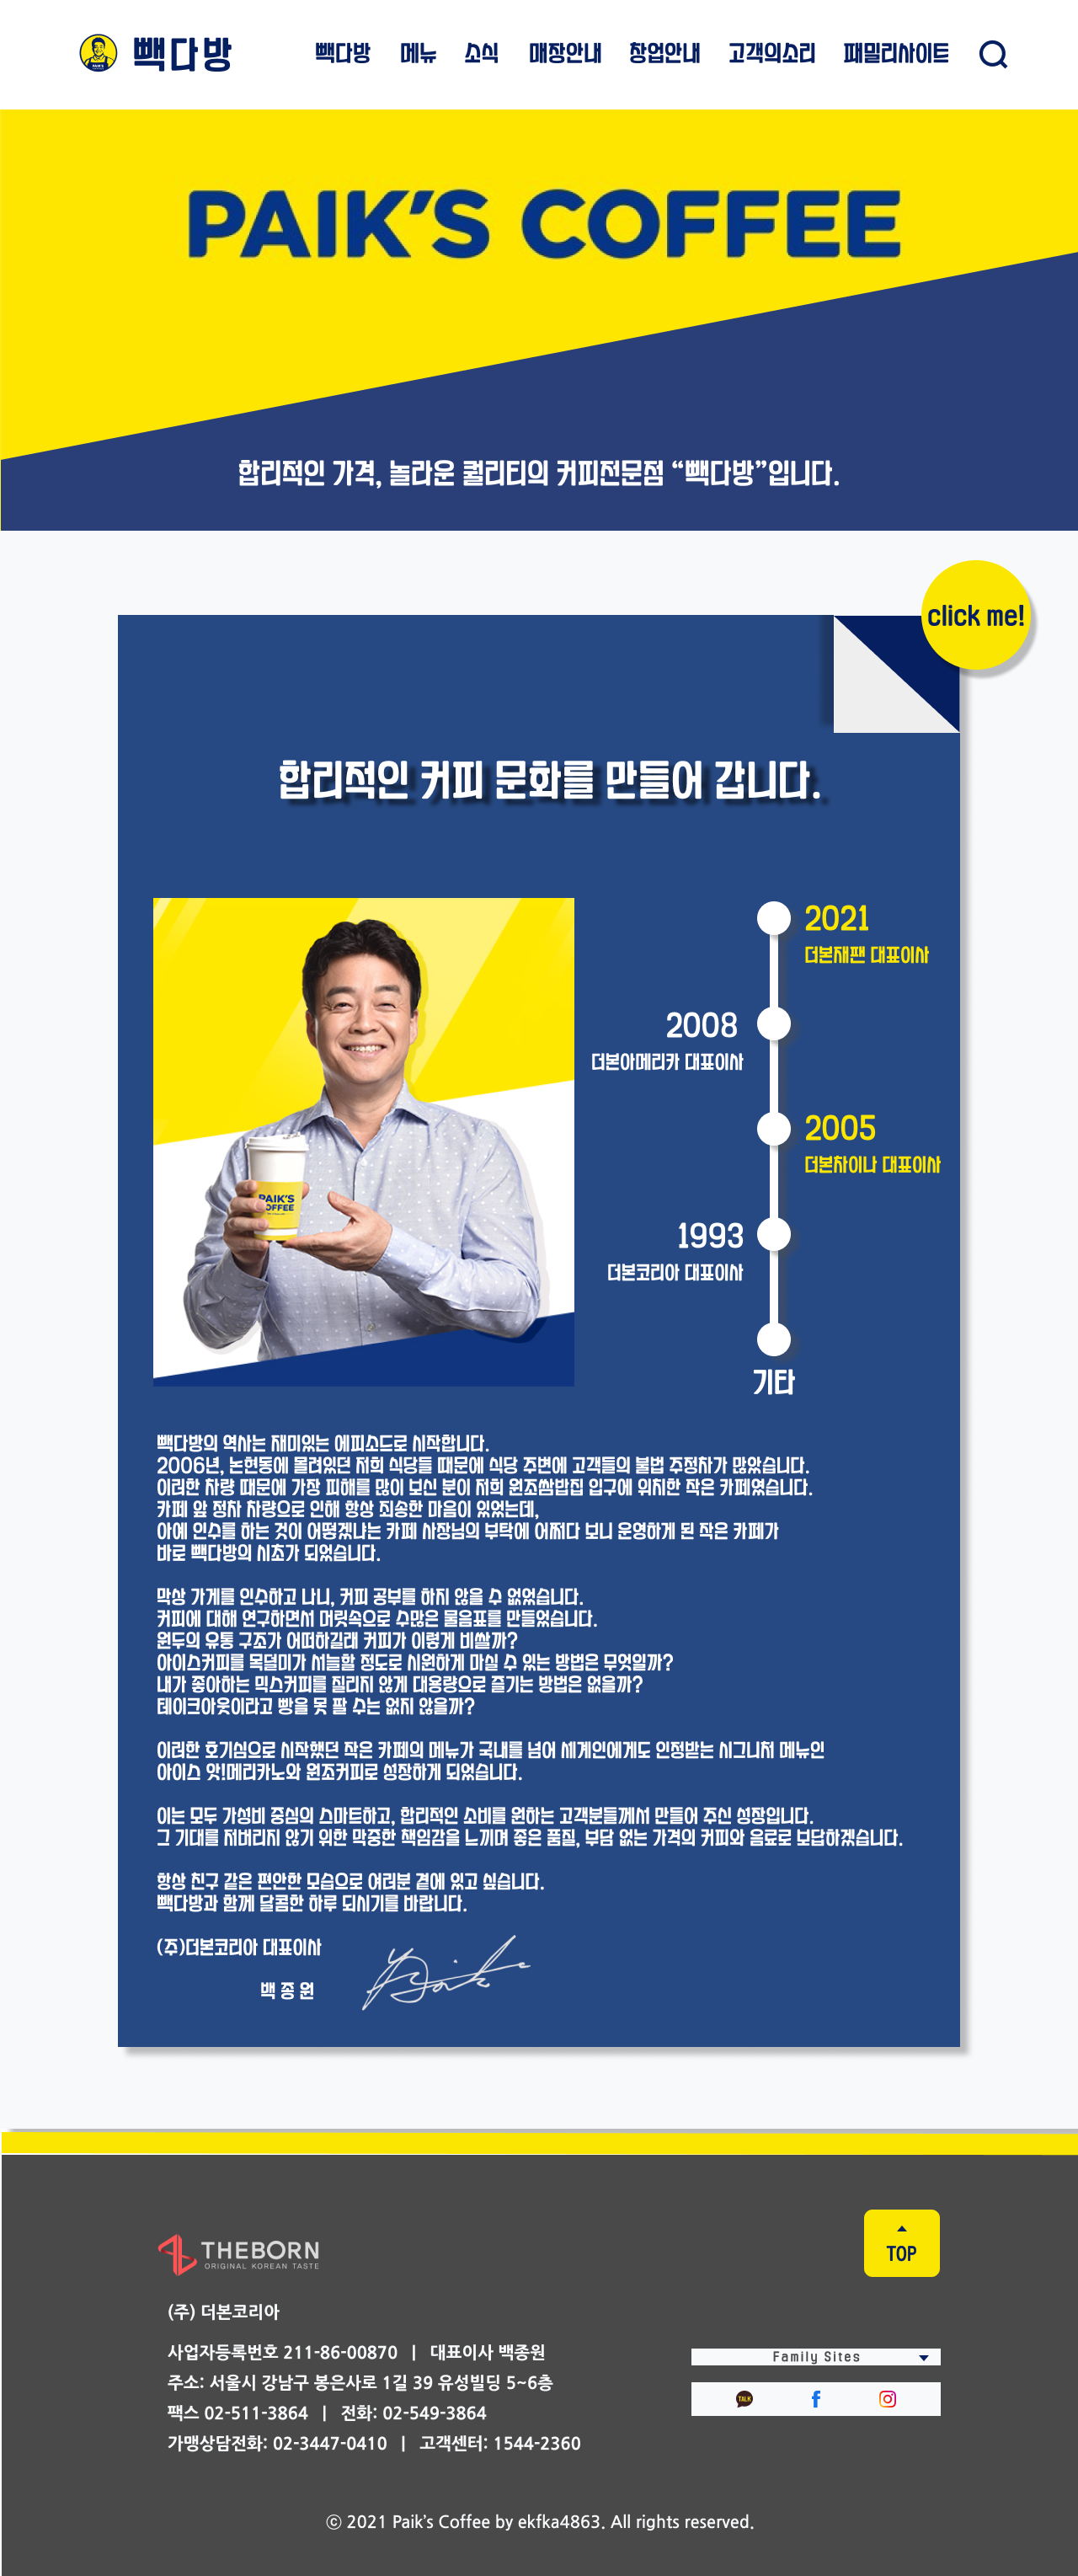 빽다방
빽다방 메뉴 소식 매장안내 창업안내 고객의소리 패밀리사이트
PAIK'S COFFEE
합리적인 가격, 놀라운 퀄리티의 커피전문점 “빽다방”입니다.
click me!
합리적인 커피 문화를 만들어 갑니다.
PAIK'S
COFFEE
2021
더본재팬 대표이사
2008
더본아메리카 대표이사
2005
더본차이나 대표이사
1993
더본코리아 대표이사
기타
빽다방의 역사는 재미있는 에피소드로 시작합니다.
2006년, 논현동에 몰려있던 저희 식당들 때문에 식당 주변에 고객들의 불법 주정차가 많았습니다.
이러한 차량 때문에 가장 피해를 많이 보신 분이 저희 원조쌈밥집 입구에 위치한 작은 카페였습니다.
카페 앞 정차 차량으로 인해 항상 죄송한 마음이 있었는데,
아예 인수를 하는 것이 어떻겠냐는 카페 사장님의 부탁에 어쩌다 보니 운영하게 된 작은 카페가
바로 빽다방의 시초가 되었습니다.
막상 가게를 인수하고 나니, 커피 공부를 하지 않을 수 없었습니다.
커피에 대해 연구하면서 머릿속으로 수많은 물음표를 만들었습니다.
원두의 유통 구조가 어떠하길래 커피가 이렇게 비쌀까?
아이스커피를 목덜미가 서늘할 정도로 시원하게 마실 수 있는 방법은 무엇일까?
내가 좋아하는 믹스커피를 질리지 않게 대용량으로 즐기는 방법은 없을까?
테이크아웃이라고 빵을 못 팔 수는 없지 않을까?
이러한 호기심으로 시작했던 작은 카페의 메뉴가 국내를 넘어 세계인에게도 인정받는 시그니처 메뉴인
아이스 앗!메리카노와 원조커피로 성장하게 되었습니다.
이는 모두 가성비 중심의 스마트하고, 합리적인 소비를 원하는 고객분들께서 만들어 주신 성장입니다.
그 기대를 저버리지 않기 위한 막중한 책임감을 느끼며 좋은 품질, 부담 없는 가격의 커피와 음료로 보답하겠습니다.
항상 친구 같은 편안한 모습으로 여러분 곁에 있고 싶습니다.
빽다방과 함께 달콤한 하루 되시기를 바랍니다.
(주)더본코리아 대표이사
백 종 원
THEBORN
ORIGINAL KOREAN TASTE
TOP
(주) 더본코리아
사업자등록번호 211-86-00870 | 대표이사 백종원
주소: 서울시 강남구 봉은사로 1길 39 유성빌딩 5~6층
팩스 02-511-3864 | 전화: 02-549-3864
가맹상담전화: 02-3447-0410 | 고객센터: 1544-2360
Family Sites
TALK
ⓒ 2021 Paik's Coffee by ekfka4863. All rights reserved.